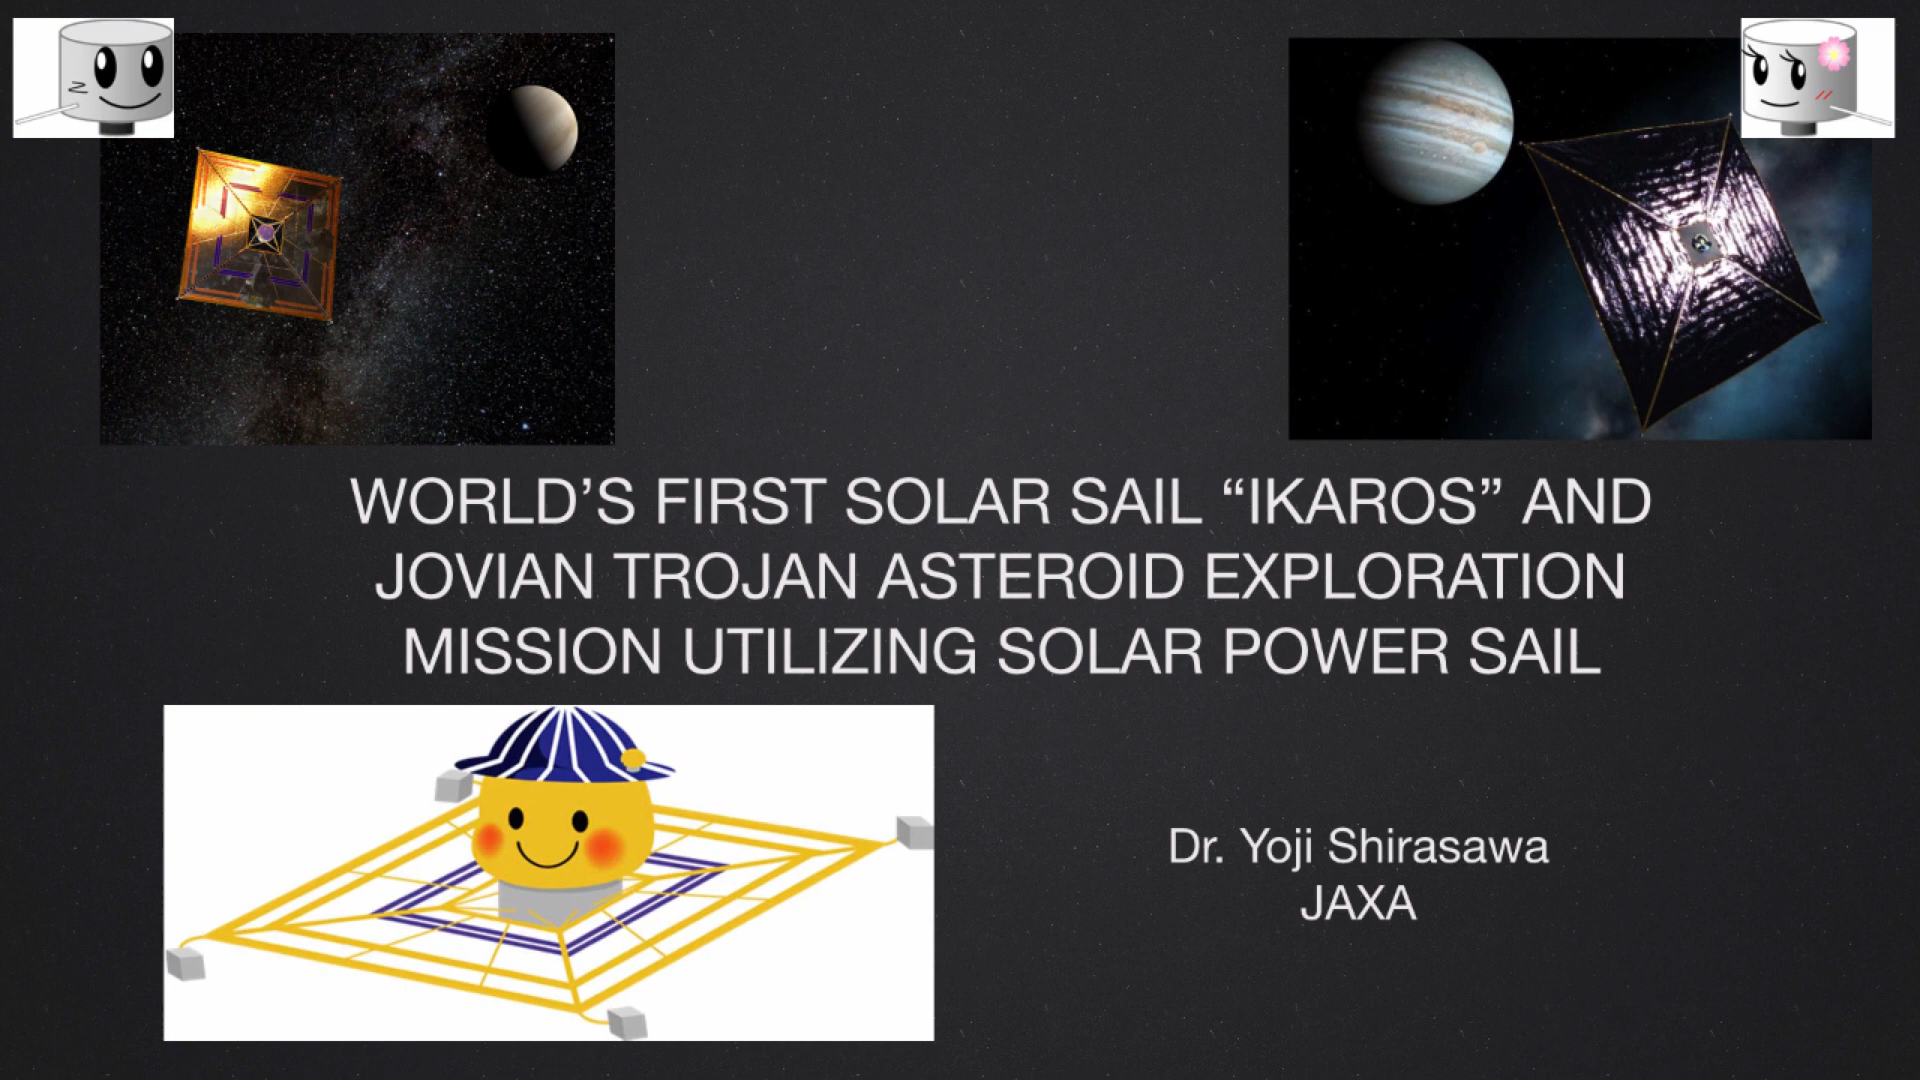 WORLD’S FIRST SOLAR SAIL “IKAROS” AND
JOVIAN TROJAN ASTEROID EXPLORATION
MISSION UTILIZING SOLAR POWER SAIL
Dr. Yoji Shirasawa
JAXA